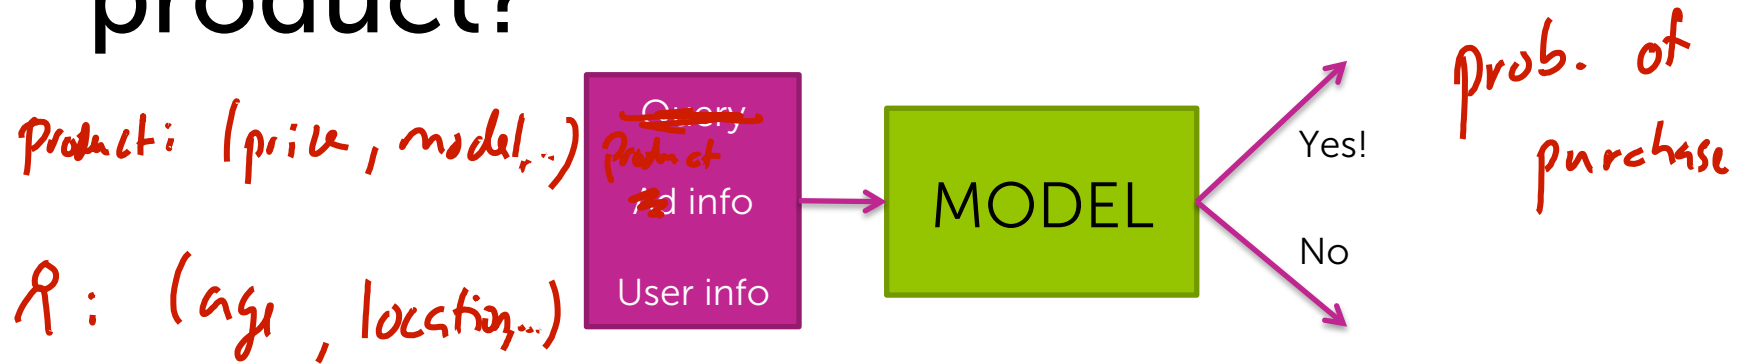 product?
product: (price, model,...)
Query
Product
Ad info
User info
: (age, location,...)
MODEL
Yes!
No
prob. of
purchase